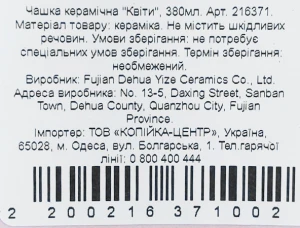 Чашка керамічна "Квіти", 380мл. Арт. 216371.
Матеріал товару: кераміка. Не містить шкідливих
речовин. Умови зберігання: не потребує
спеціальних умов зберігання. Термін зберігання:
необмежений.
Виробник: Fujian Dehua Yize Ceramics Co., Ltd.
Адреса виробника: No. 13-5, Daxing Street, Sanban
Town, Dehua County, Quanzhou City, Fujian
Province.
Імпортер: ТОВ «КОПІЙКА-ЦЕНТР», Україна,
65028, м. Одеса, вул. Болгарська, 1. Тел.гарячої
лінії: 0 800 400 444
2 200216 371002